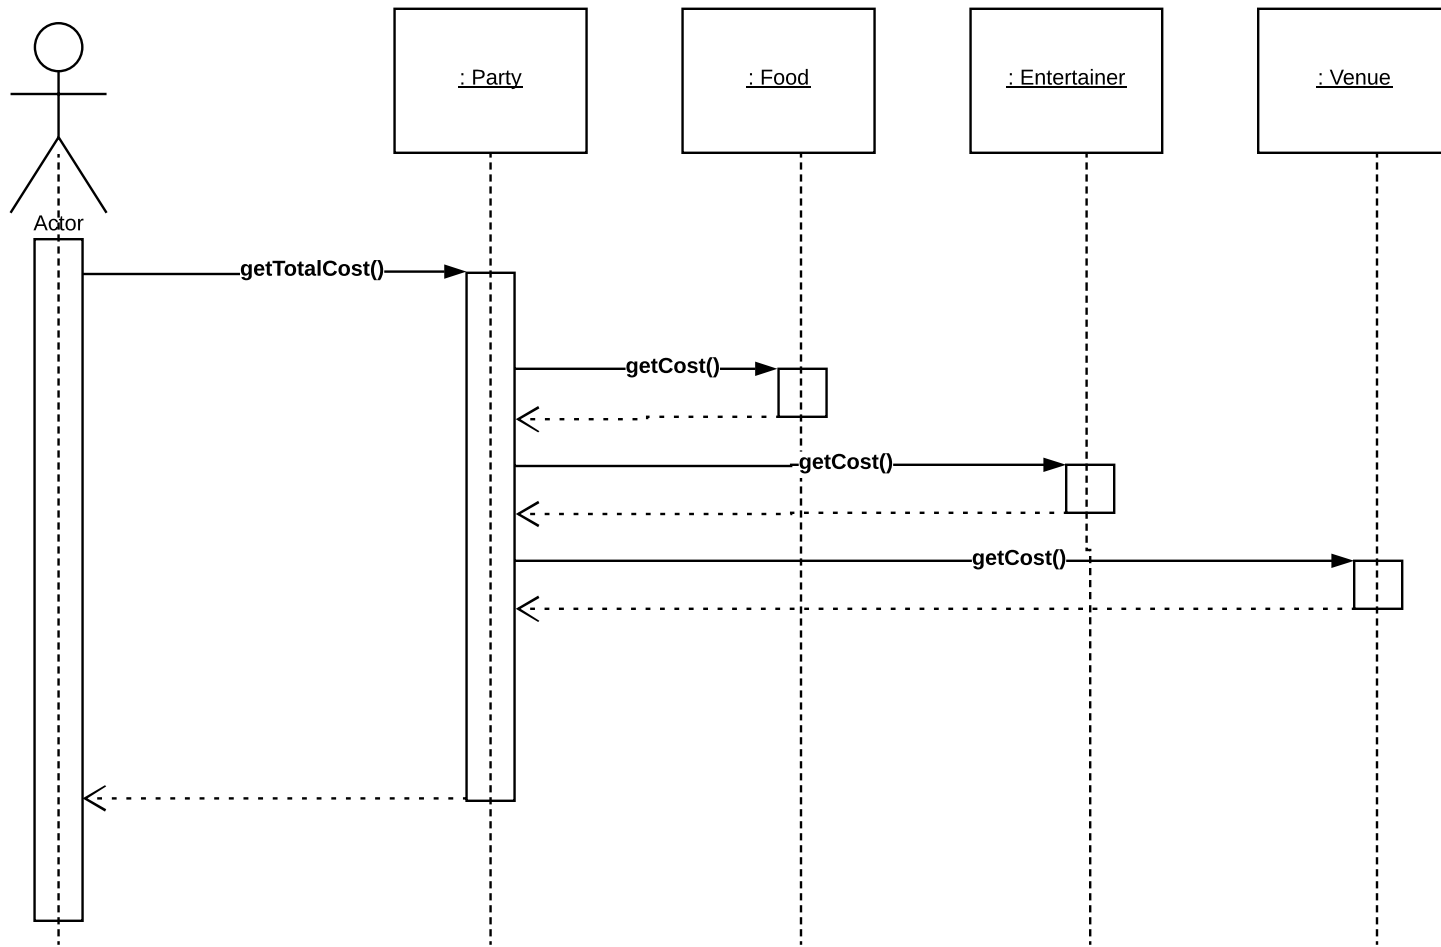 : Party
: Food
: Entertainer
: Venue
Actor
getTotalCost()
getCost()
getCost()
getCost()